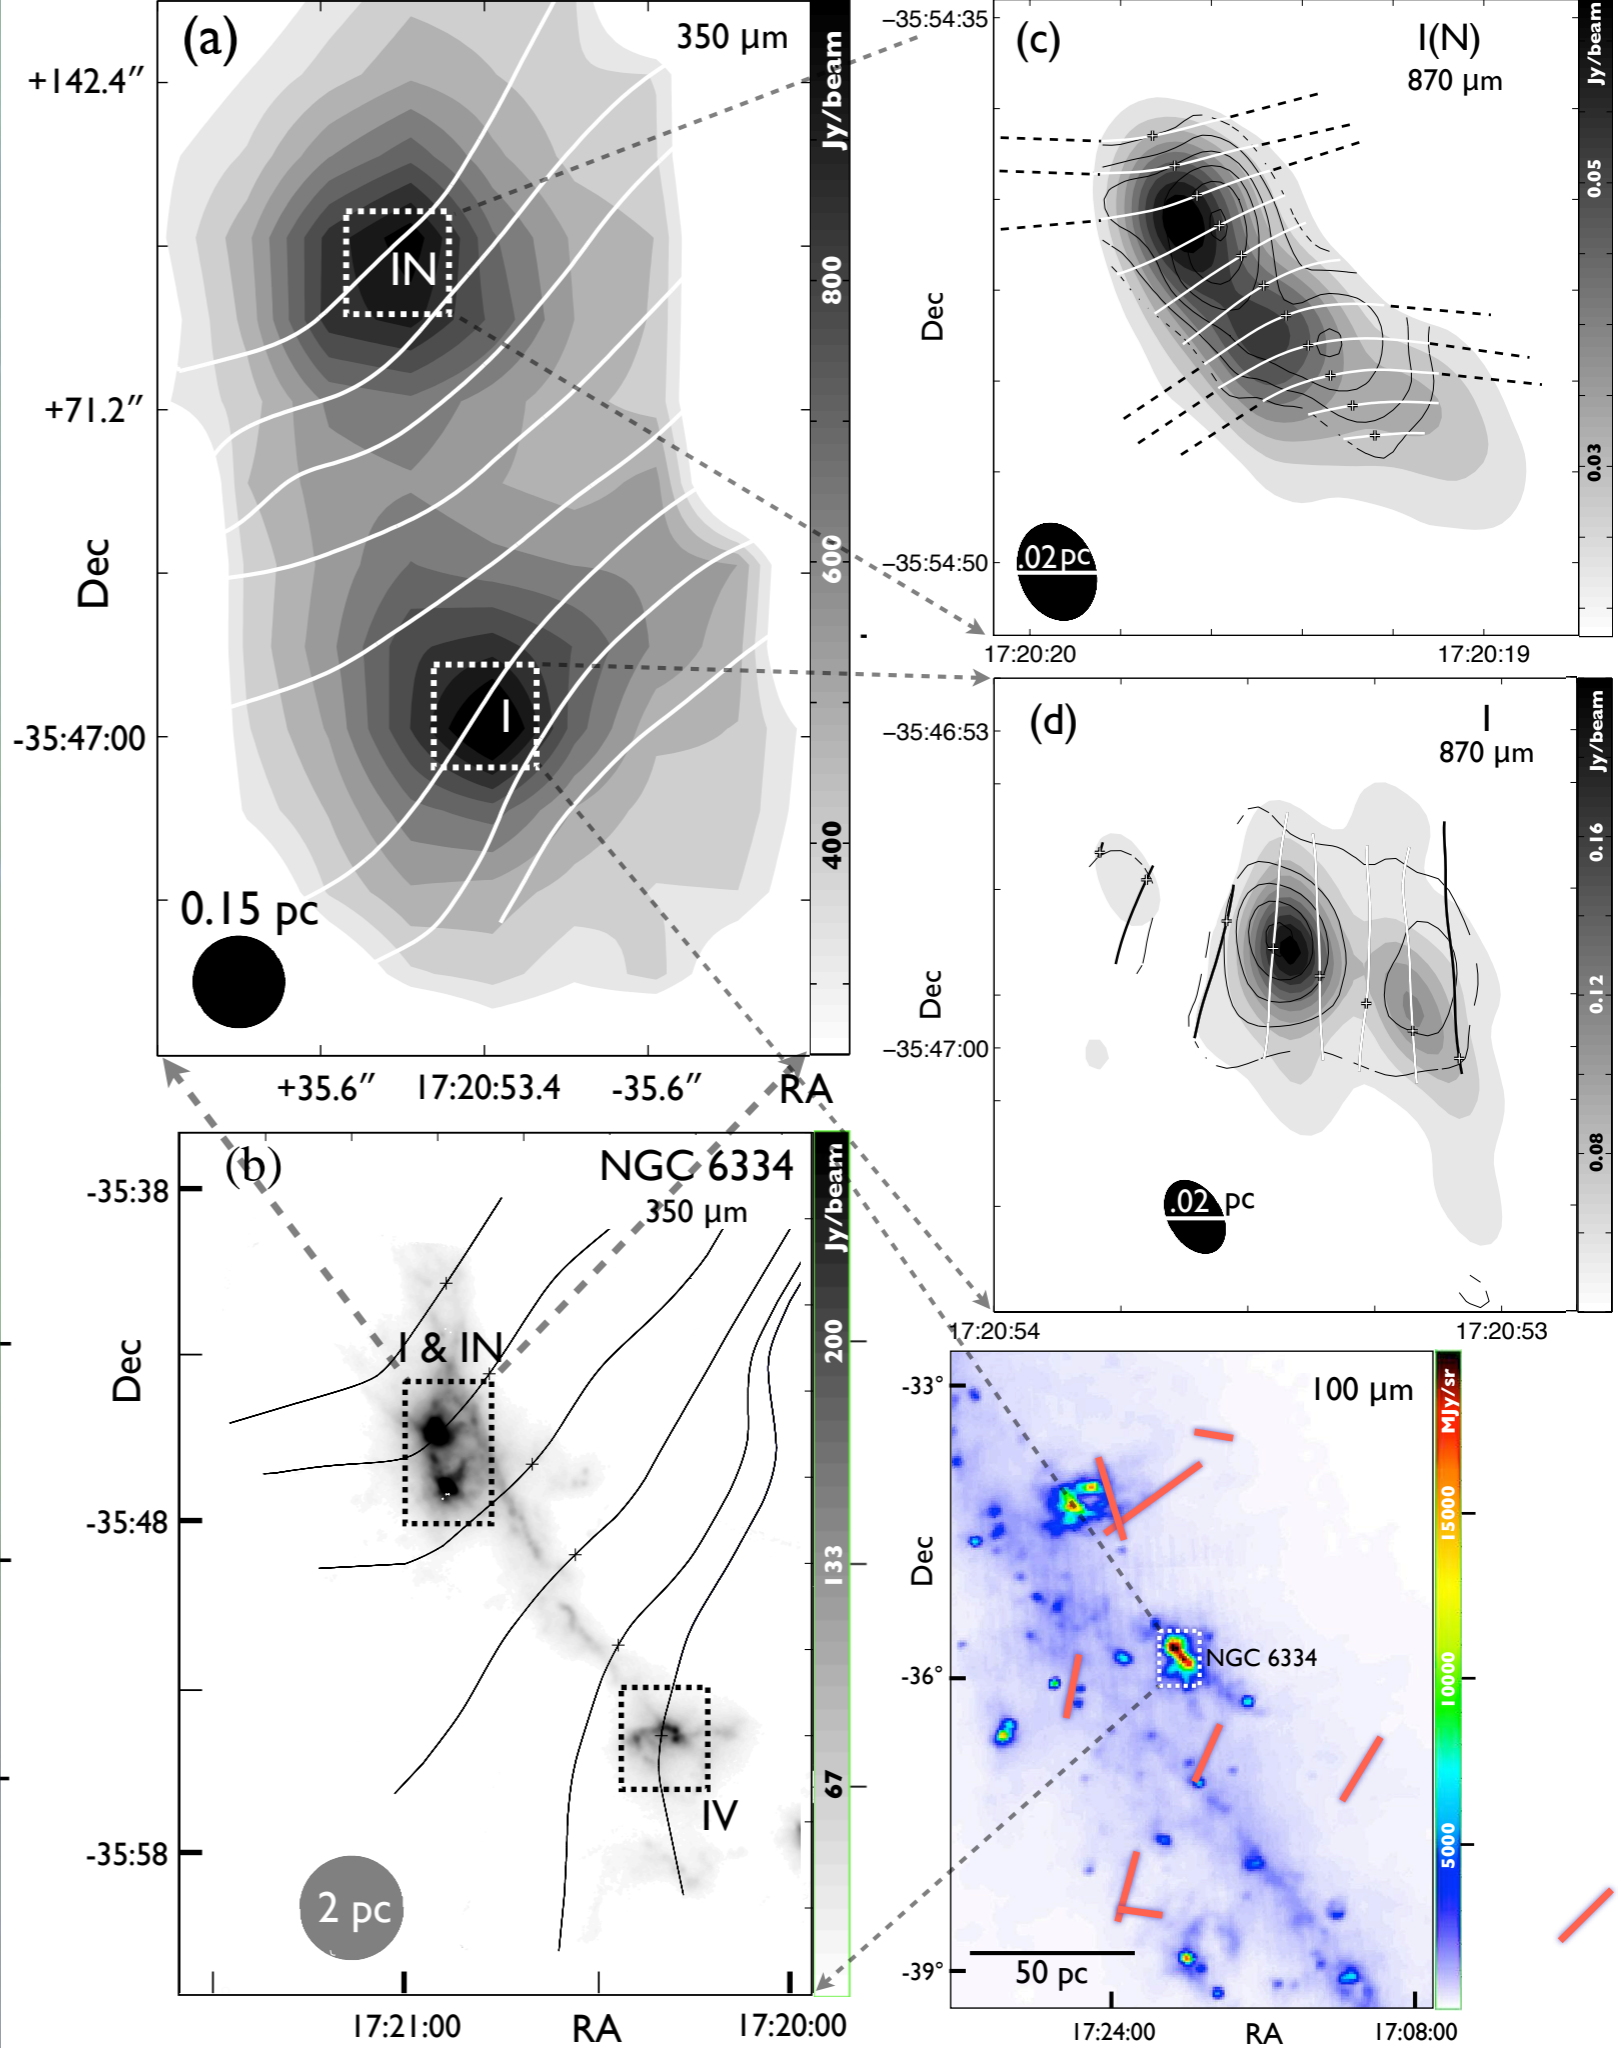 (a)
350 μm
Jy/beam
+142.4″
+71.2″
-35:47:00
Dec
IN
I
800
600
400
0.15 pc
+35.6″
17:20:53.4
-35.6″
RA
(c)
I(N)
870 μm
Jy/beam
−35:54:35
−35:54:50
Dec
0.05
0.03
.02 pc
17:20:20
17:20:19
(d)
I
870 μm
Jy/beam
−35:46:53
−35:47:00
Dec
0.16
0.12
0.08
.02 pc
17:20:54
17:20:53
(b)
NGC 6334
350 μm
Jy/beam
-35:38
-35:48
-35:58
Dec
I & IN
IV
200
133
67
2 pc
17:21:00
RA
17:20:00
100 μm
MJy/sr
-33°
-36°
-39°
Dec
NGC 6334
15000
10000
5000
50 pc
17:24:00
RA
17:08:00